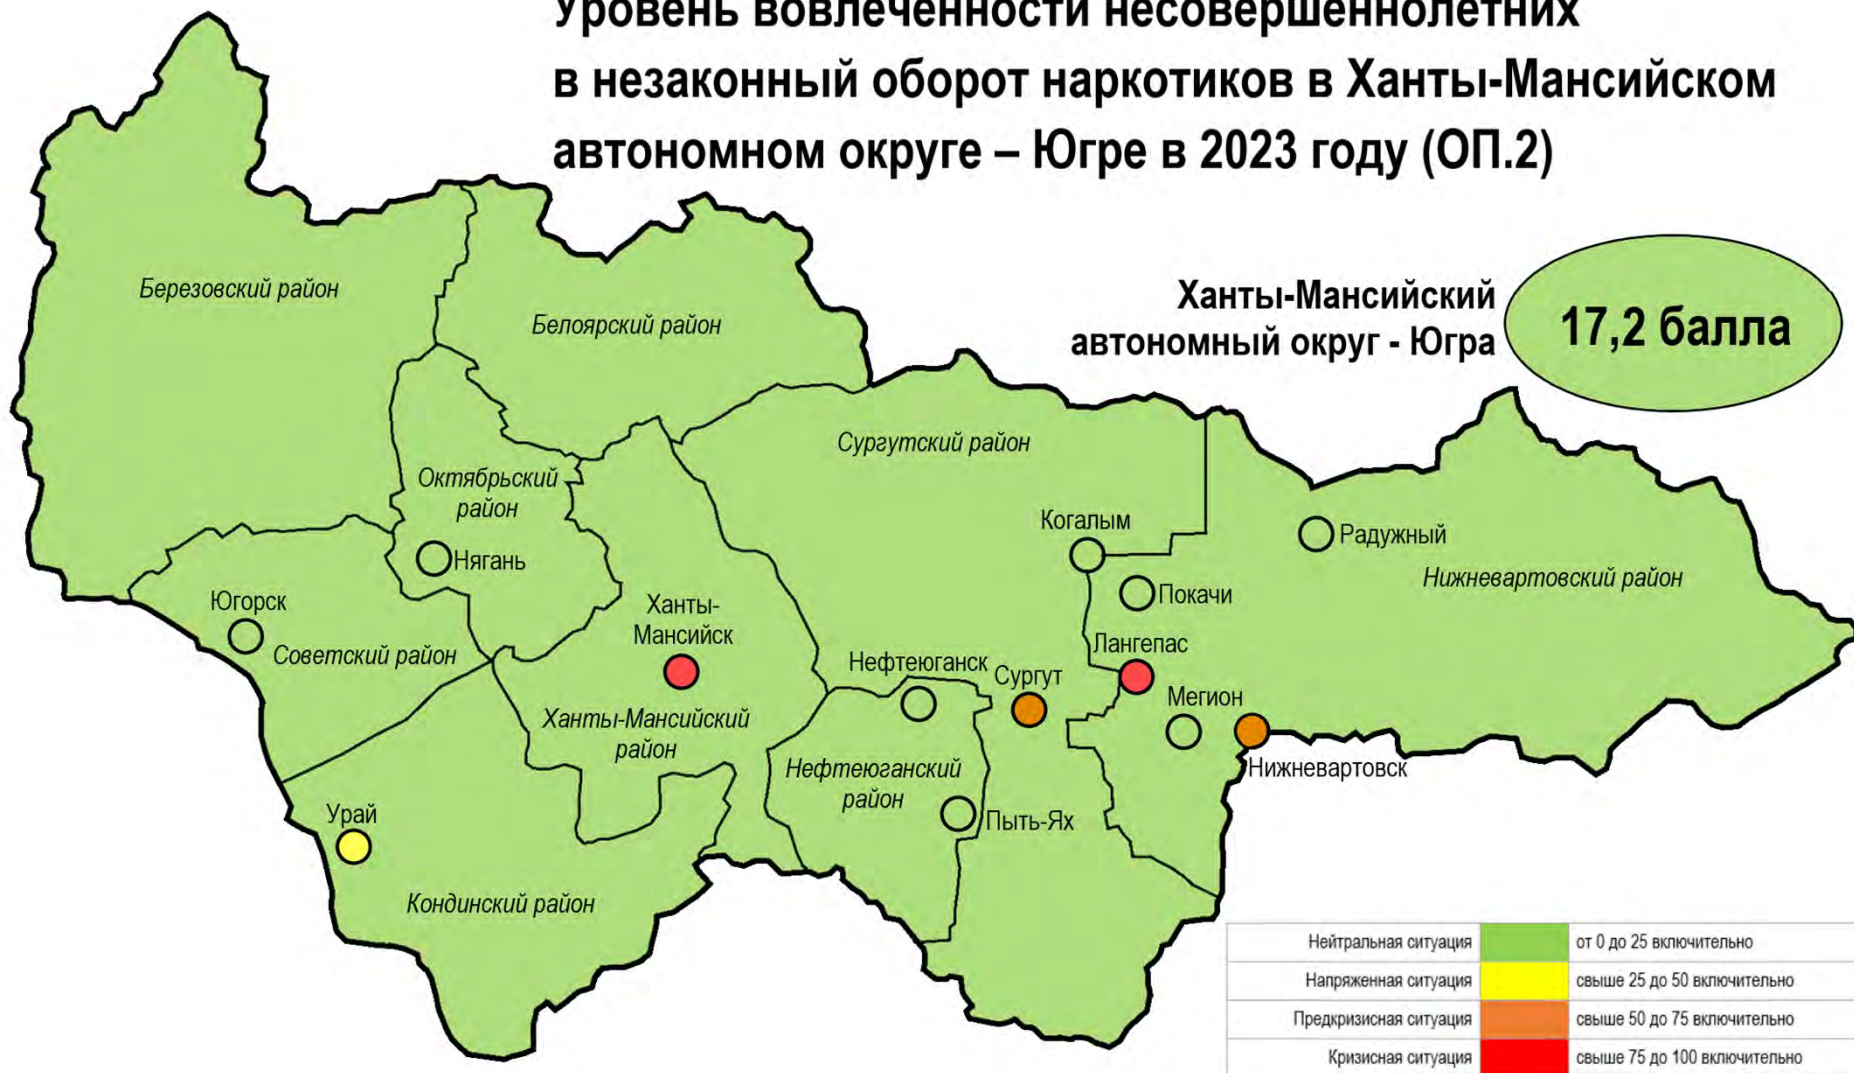 Уровень вовлеченности несовершеннолетних
в незаконный оборот наркотиков в Ханты-Мансийском
автономном округе – Югре в 2023 году (ОП.2)
Ханты-Мансийский
автономный округ - Югра
17,2 балла
Березовский район
Белоярский район
Сургутский район
Октябрьский
район
Нягань
Когалым
Радужный
Нижневартовский район
Покачи
Югорск
Советский район
Ханты-
Мансийск
Лангепас
Нефтеюганск
Сургут
Мегион
Ханты-Мансийский
район
Нефтеюганский
район
Нижневартовск
Урай
Пыть-Ях
Кондинский район
Нейтральная ситуация от 0 до 25 включительно
Напряженная ситуация свыше 25 до 50 включительно
Предкризисная ситуация свыше 50 до 75 включительно
Кризисная ситуация свыше 75 до 100 включительно